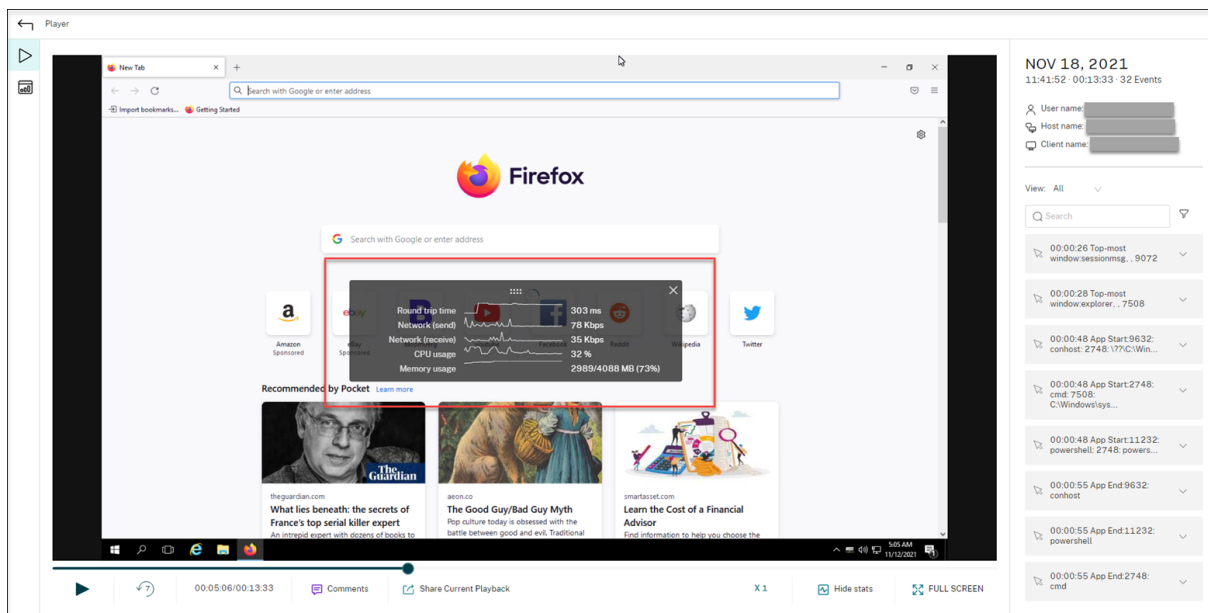 Player
New Tab
Search with Google or enter address
Import bookmarks... Getting Started
Firefox
Search with Google or enter address
Round trip time 303 ms
Network (send) 78 Kbps
Network (receive) 35 Kbps
CPU usage 32 %
Memory usage 2989/4088 MB (73%)
a
Amazon
Sponsored
eBay
Sponsored
Facebook
Reddit
Wikipedia
Twitter
Recommended by Pocket Learn more
The
Guardian
theguardian.com
What lies beneath: the secrets of
France's top serial killer expert
An intrepid expert with dozens of books to
aeon.co
The Good Guy/Bad Guy Myth
Pop culture today is obsessed with the
battle between good and evil. Traditional
smartasset.com
Learn the Cost of a Financial
Advisor
Find information to help you choose the
5:05 AM
11/12/2021
7
00:05:06/00:13:33
Comments
Share Current Playback
X 1
Hide stats
FULL SCREEN
NOV 18, 2021
11:41:52 · 00:13:33 · 32 Events
User name:
Host name:
Client name:
View: All
Search
00:00:26 Top-most
window:sessionmsg, , 9072
00:00:28 Top-most
window:explorer, , 7508
00:00:48 App Start:9632:
conhost: 2748: \??\C:\Win...
00:00:48 App Start:2748:
cmd: 7508:
C:\Windows\sys...
00:00:48 App Start:11232:
powershell: 2748: powers...
00:00:55 App End:9632:
conhost
00:00:55 App End:11232:
powershell
00:00:55 App End:2748:
cmd